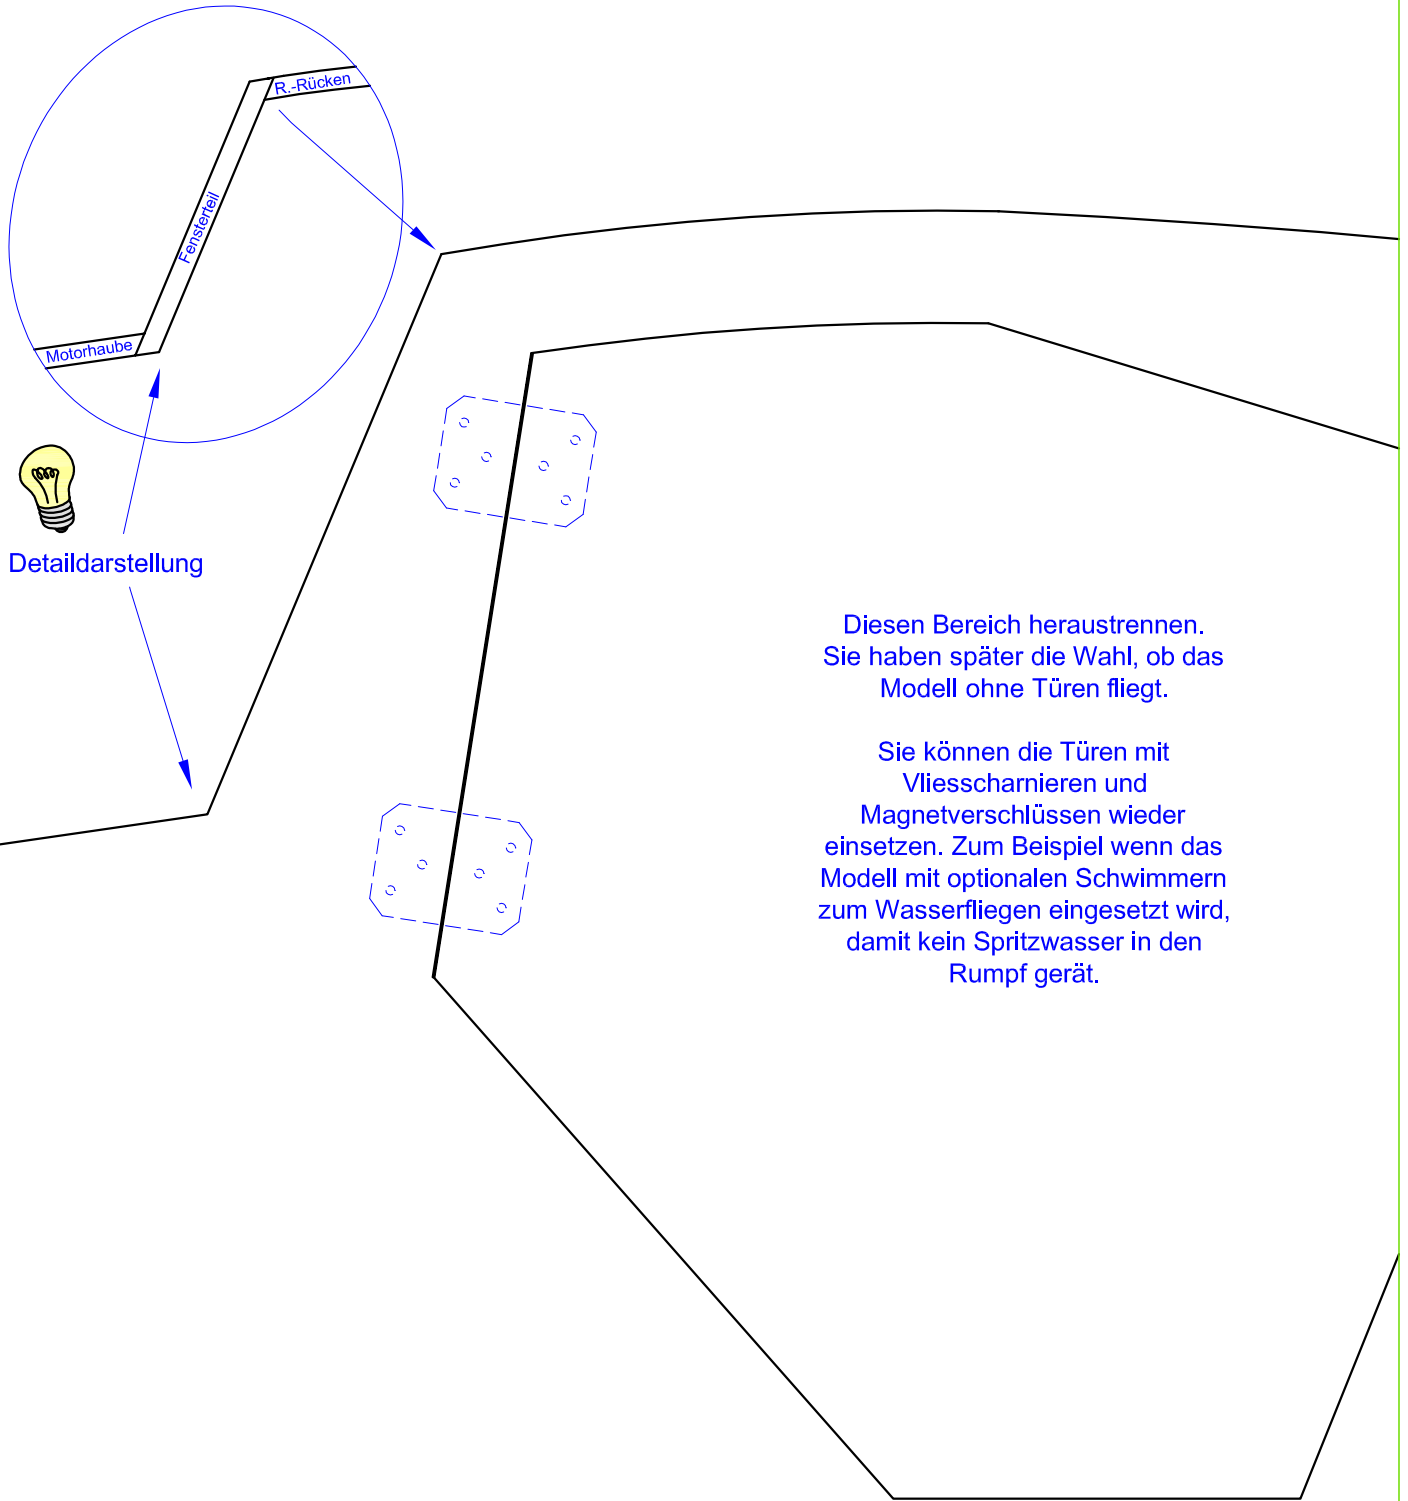 R.-Rücken
Fensterteil
Motorhaube
Detaildarstellung
Diesen Bereich heraustrennen.
Sie haben später die Wahl, ob das
Modell ohne Türen fliegt.
Sie können die Türen mit
Vliesscharnieren und
Magnetverschlüssen wieder
einsetzen. Zum Beispiel wenn das
Modell mit optionalen Schwimmern
zum Wasserfliegen eingesetzt wird,
damit kein Spritzwasser in den
Rumpf gerät.